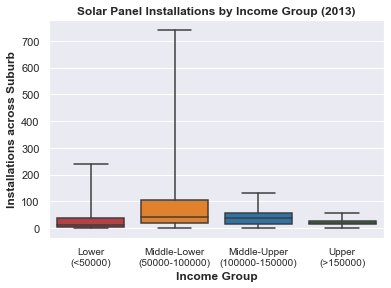 Solar Panel Installations by Income Group (2013)
Installations across Suburb
700
600
500
400
300
200
100
0
Lower
(<50000)
Middle-Lower
(50000-100000)
Middle-Upper
(100000-150000)
Upper
(>150000)
Income Group